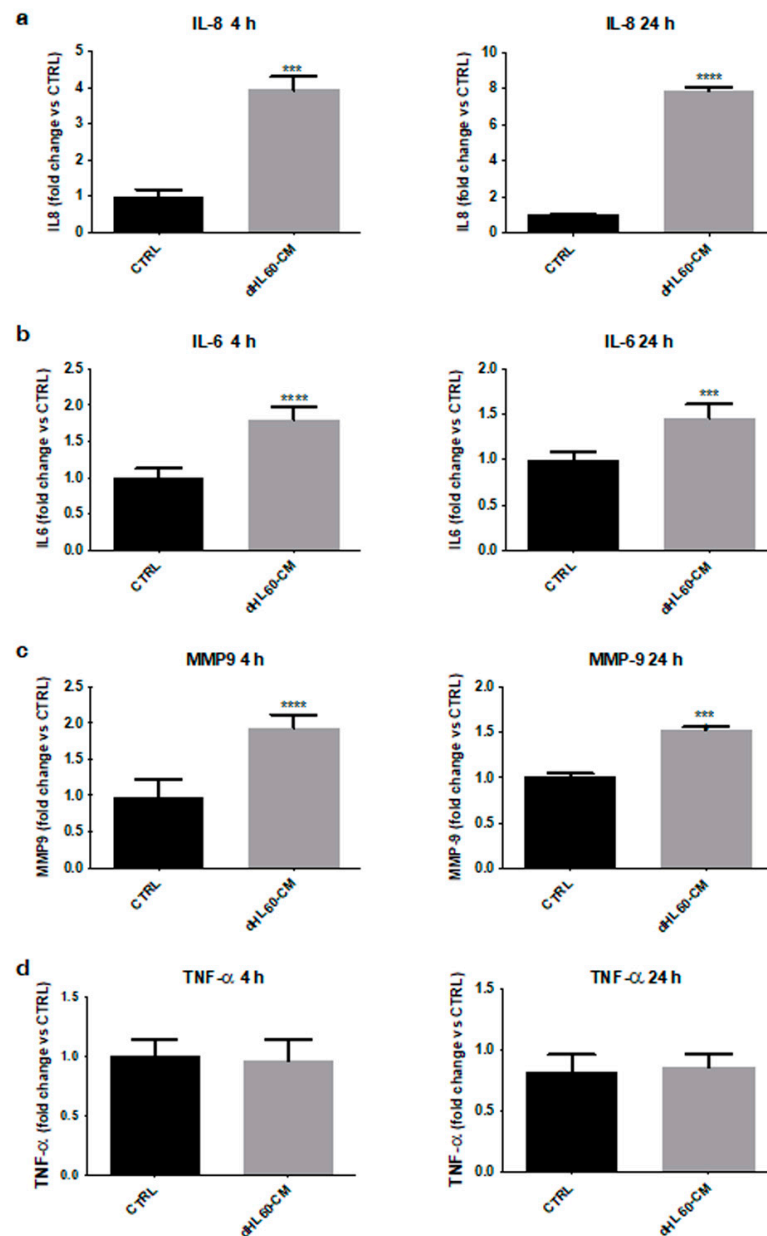 a
IL-8 4 h
IL8 (fold change vs CTRL)
5
4
3
2
1
0
***
CTRL
dHL60-CM
IL-8 24 h
IL8 (fold change vs CTRL)
10
8
6
4
2
0
****
CTRL
dHL60-CM
b
IL-6 4 h
IL6 (fold change vs CTRL)
2.5
2.0
1.5
1.0
0.5
0.0
****
CTRL
dHL60-CM
IL-6 24 h
IL6 (fold change vs CTRL)
2.0
1.5
1.0
0.5
0.0
***
CTRL
dHL60-CM
c
MMP9 4 h
MMP9 (fold change vs CTRL)
2.5
2.0
1.5
1.0
0.5
0.0
****
CTRL
dHL60-CM
MMP-9 24 h
MMP-9 (fold change vs CTRL)
2.0
1.5
1.0
0.5
0.0
***
CTRL
dHL60-CM
d
TNF-α 4 h
TNF-α (fold change vs CTRL)
1.5
1.0
0.5
0.0
CTRL
dHL60-CM
TNF-α 24 h
TNF-α (fold change vs CTRL)
1.5
1.0
0.5
0.0
CTRL
dHL60-CM